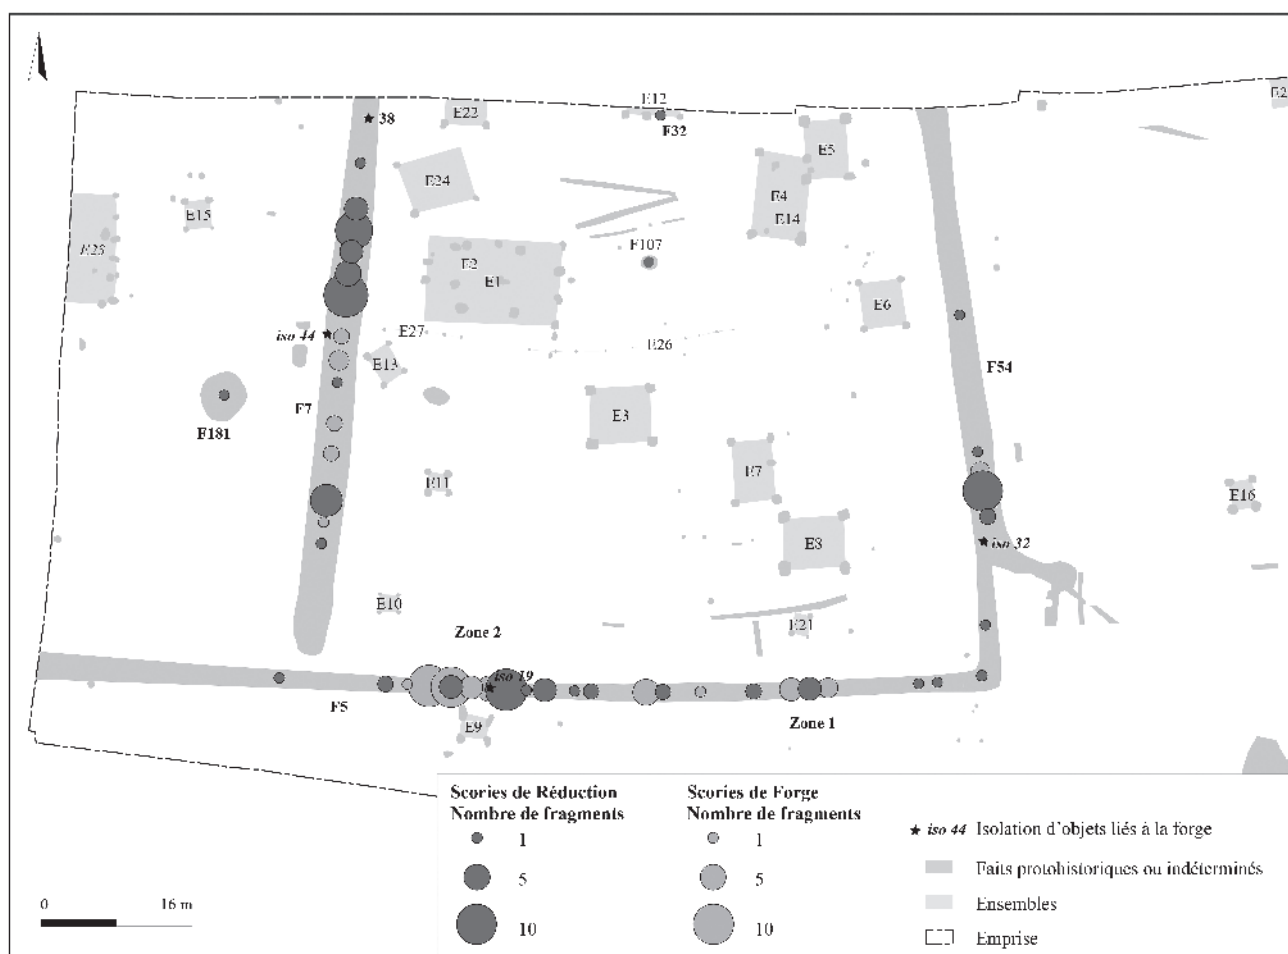 E12
E2
38
E22
F32
E5
E24
E4
E15
E14
E25
F107
E2
E1
E6
iso 44
E27
E26
E13
F54
F7
E3
F181
E7
E11
E16
E8
iso 32
E10
E21
Zone 2
iso 19
F5
E9
Zone 1
Scories de Réduction
Nombre de fragments
1
5
10
Scories de Forge
Nombre de fragments
1
5
10
iso 44 Isolation d'objets liés à la forge
Faits protohistoriques ou indéterminés
Ensembles
Emprise
0 16 m